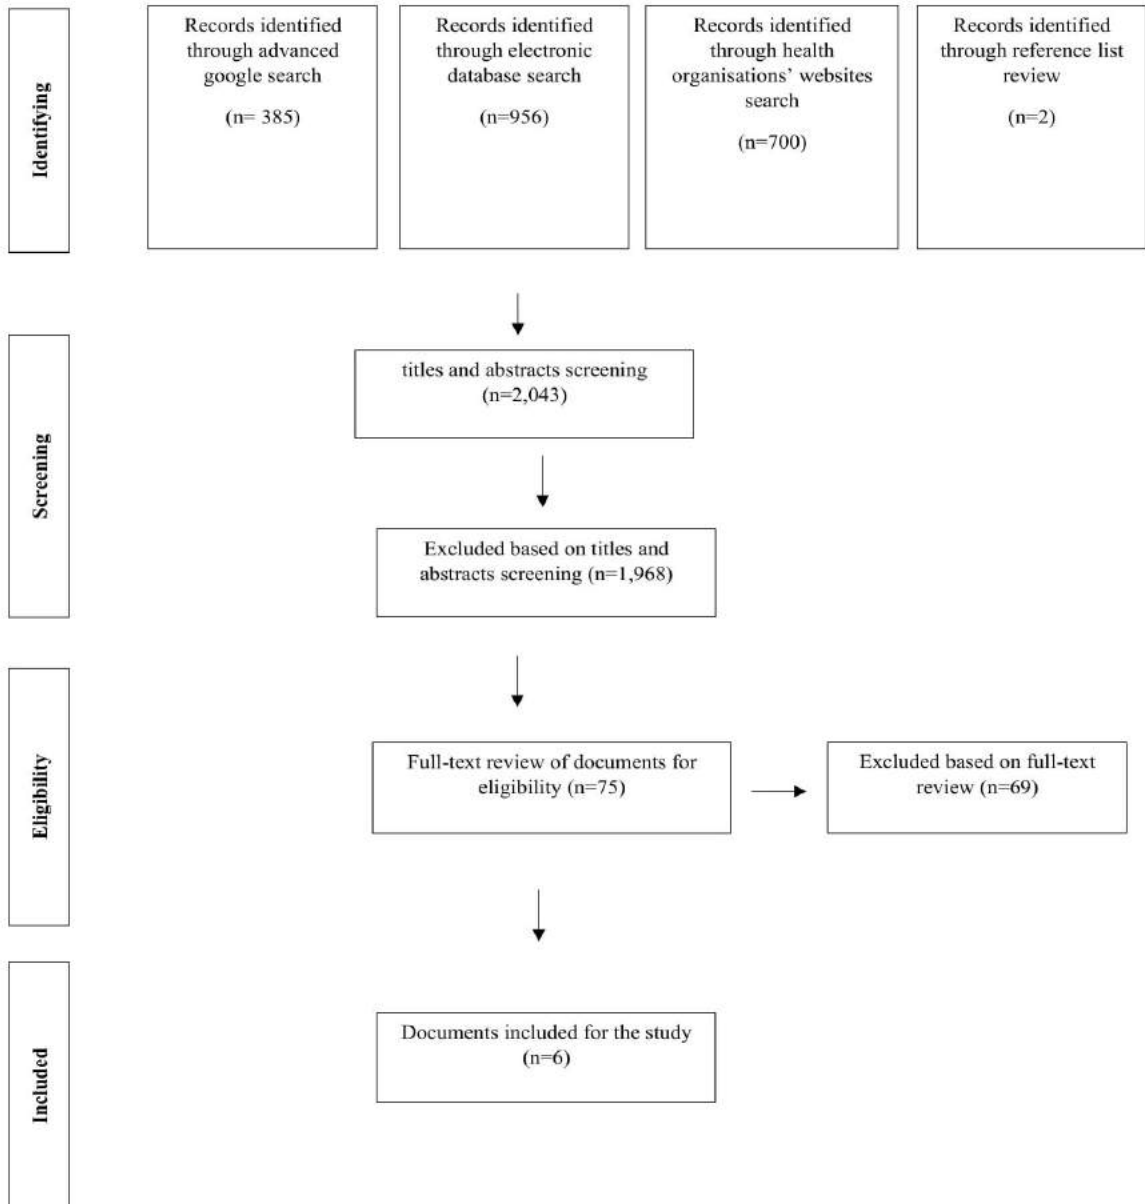 Identifying
Records identified
through advanced
google search
(n= 385)
Records identified
through electronic
database search
(n=956)
Records identified
through health
organisations’ websites
search
(n=700)
Records identified
through reference list
review
(n=2)
Screening
titles and abstracts screening
(n=2,043)
Excluded based on titles and
abstracts screening (n=1,968)
Eligibility
Full-text review of documents for
eligibility (n=75)
Excluded based on full-text
review (n=69)
Included
Documents included for the study
(n=6)